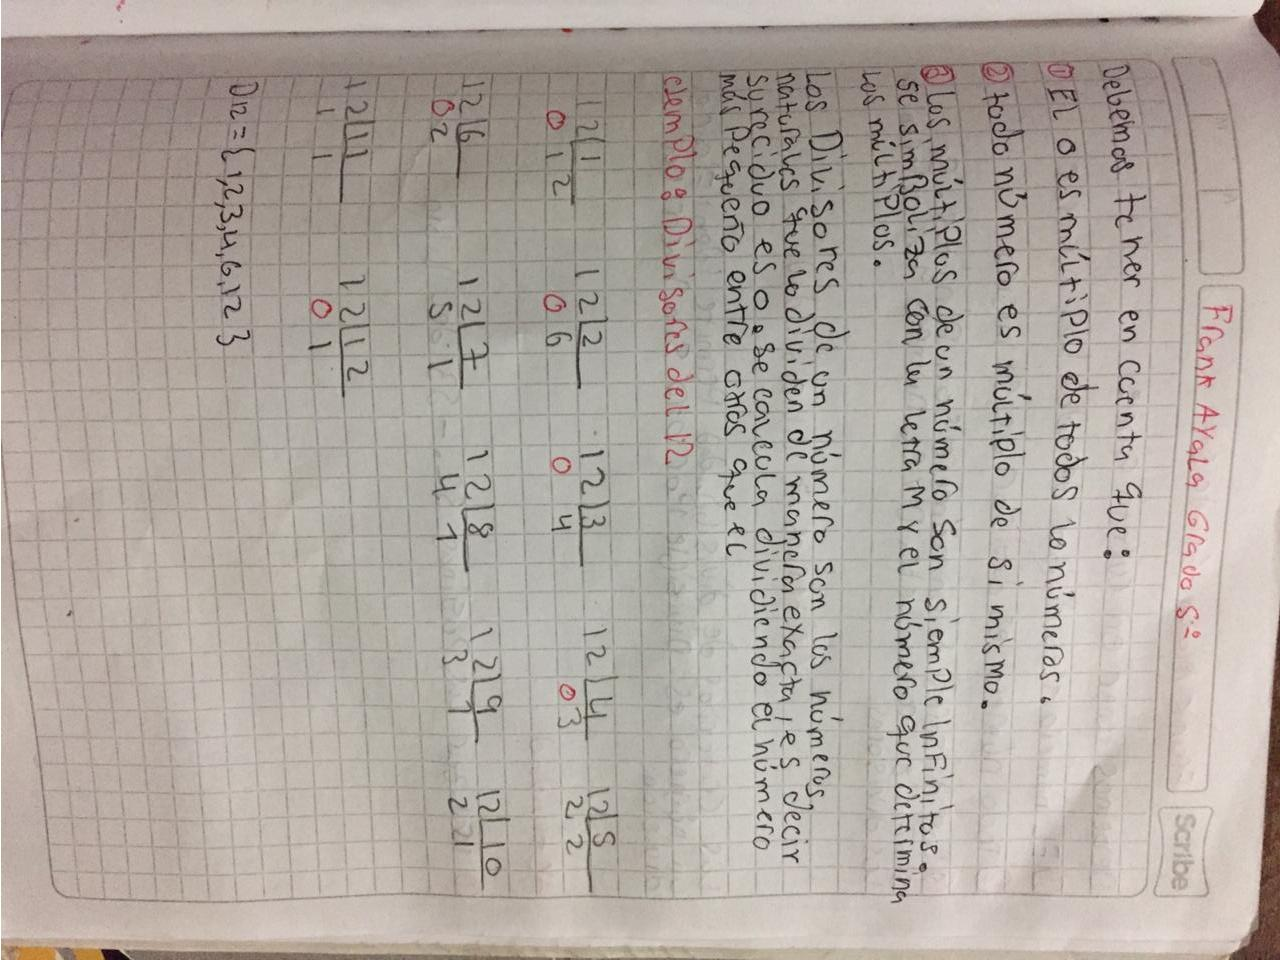 Frank Ayala Grado 5º
Scribe
Debemos tener en cuenta que:
① El 0 es múltiplo de todos lo números.
② todo número es múltiplo de si mismo.
③ Los múltiplos de un número son siemple infinitos.
se simboliza con la letra M y el número que determina
los múltiplos.
Los Divisores de un número son los números
naturales que lo dividen de manera exacta, es decir
su reciduo es 0. se calcula dividiendo el número
más pequeño entre otros que el
ejemplo: Divisores del 12
12 1 12 2 12 3 12 4 12 5
0 12 0 6 0 4 0 3 2 2
12 6 12 7 12 8 12 9 12 10
0 2 5 1 4 1 3 1 2 1
12 11 12 12
1 1 0 1
D12 = {1,2,3,4,6,12}